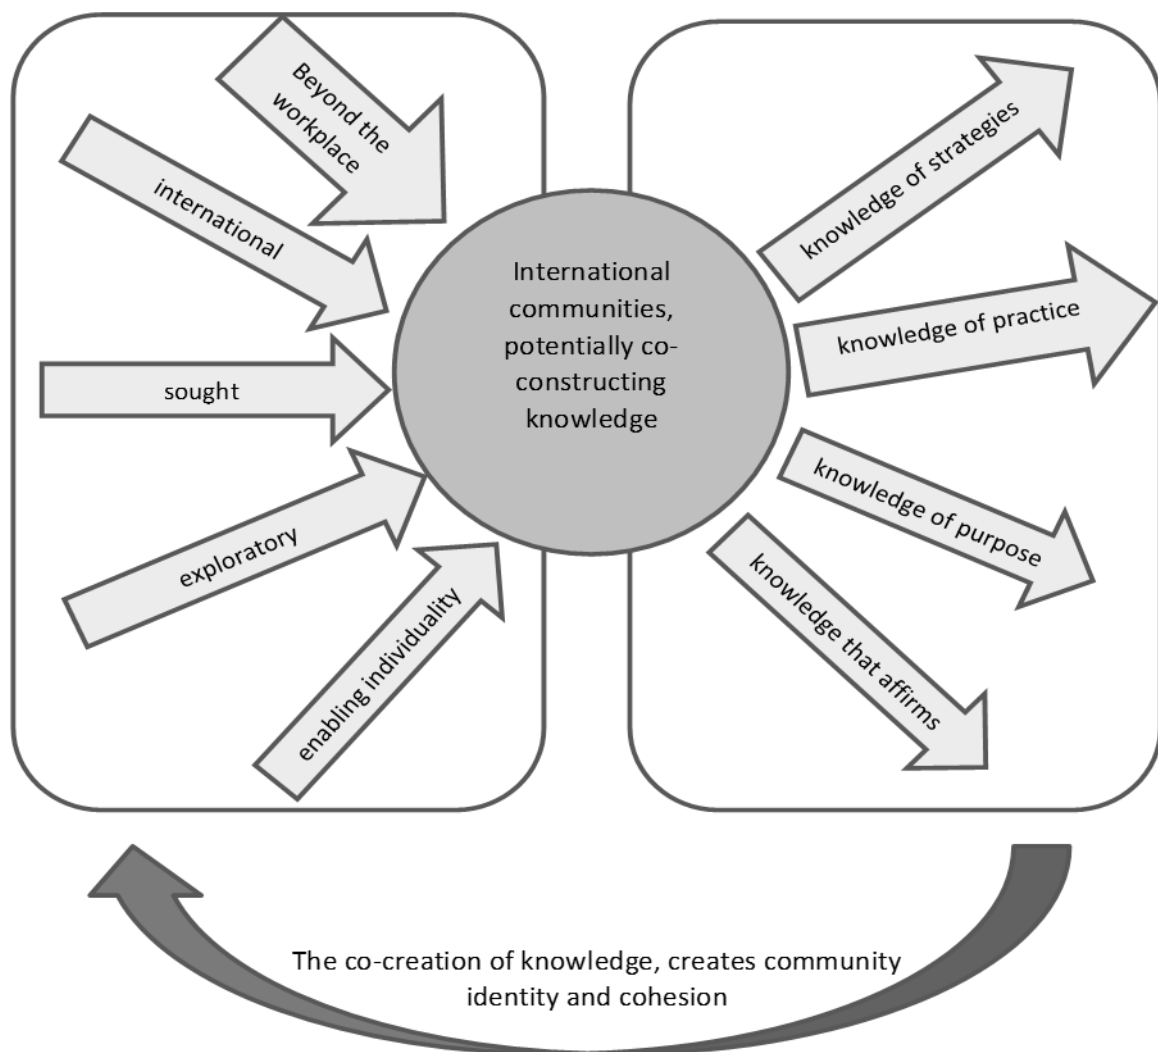 Beyond the
workplace
international
sought
exploratory
enabling individuality
International
communities,
potentially co-
constructing
knowledge
knowledge of strategies
knowledge of practice
knowledge of purpose
knowledge that affirms
The co-creation of knowledge, creates community
identity and cohesion